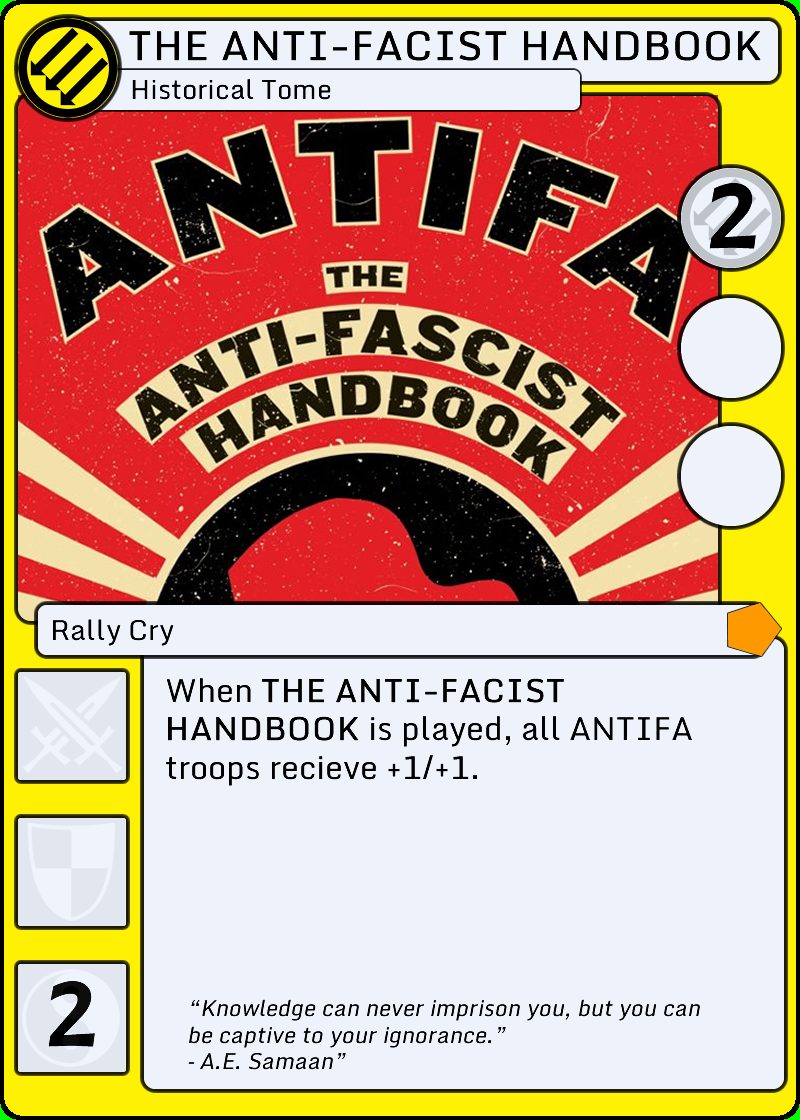 THE ANTI-FACIST HANDBOOK
Historical Tome
ANTIFA
THE
ANTI-FASCIST
HANDBOOK
2
Rally Cry
When THE ANTI-FACIST
HANDBOOK is played, all ANTIFA
troops recieve +1/+1.
2
“Knowledge can never imprison you, but you can
be captive to your ignorance.”
- A.E. Samaan”